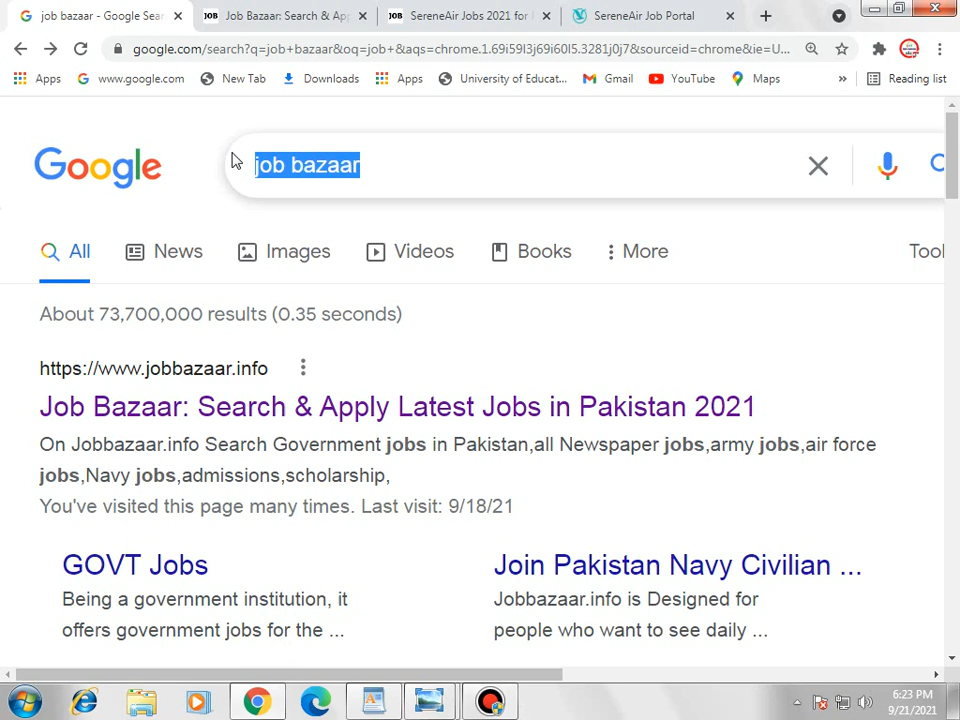 job bazaar - Google Sear
Job Bazaar: Search & Ap
SereneAir Jobs 2021 for
SereneAir Job Portal
google.com/search?q=job+bazaar&oq=job+&aqs=chrome.1.69i59l3j69i60l5.3281j0j7&sourceid=chrome&ie=U...
Apps
www.google.com
New Tab
Downloads
Apps
University of Educat...
Gmail
YouTube
Maps
»
Reading list
Google
job bazaar
All
News
Images
Videos
Books
More
Tool
About 73,700,000 results (0.35 seconds)
https://www.jobbazaar.info
Job Bazaar: Search & Apply Latest Jobs in Pakistan 2021
On Jobbazaar.info Search Government jobs in Pakistan,all Newspaper jobs,army jobs,air force
jobs,Navy jobs,admissions,scholarship,
You've visited this page many times. Last visit: 9/18/21
GOVT Jobs
Being a government institution, it
offers government jobs for the ...
Join Pakistan Navy Civilian ...
Jobbazaar.info is Designed for
people who want to see daily ...
6:23 PM
9/21/2021